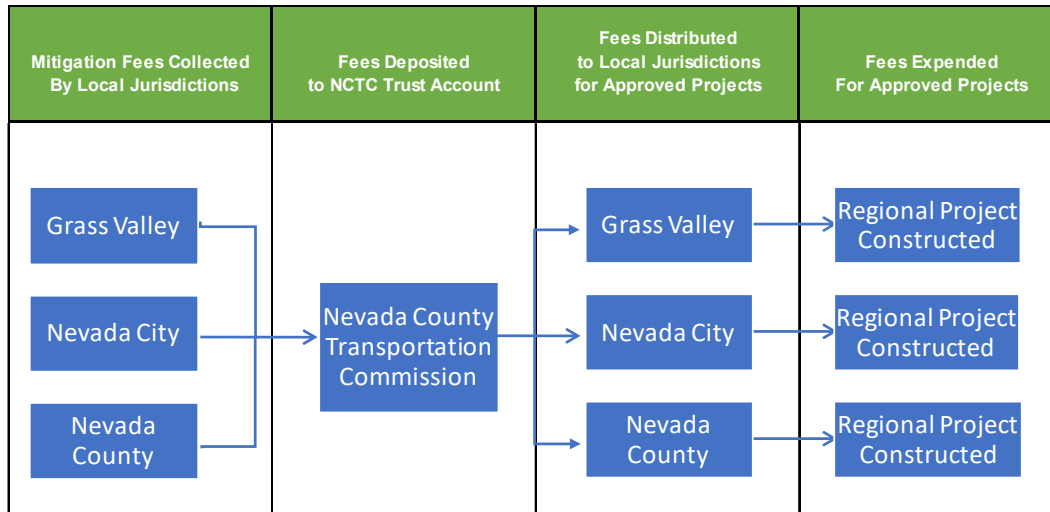 Mitigation Fees Collected
By Local Jurisdictions
Fees Deposited
to NCTC Trust Account
Fees Distributed
to Local Jurisdictions
for Approved Projects
Fees Expended
For Approved Projects
Grass Valley
Nevada City
Nevada
County
Nevada County
Transportation
Commission
Grass Valley
Nevada City
Nevada
County
Regional Project
Constructed
Regional Project
Constructed
Regional Project
Constructed